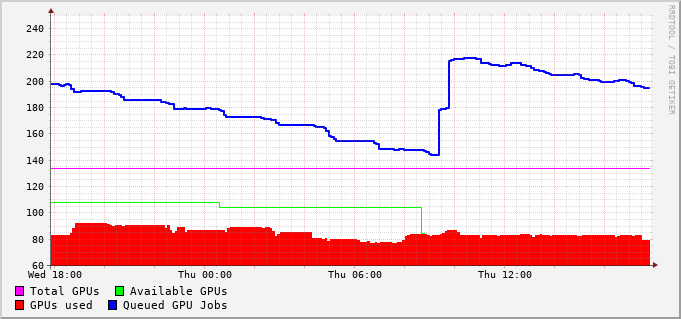 RRDTOOL / TOBI OETIKER
240
220
200
180
160
140
120
100
80
60
Wed 18:00 Thu 00:00 Thu 06:00 Thu 12:00
Total GPUs Available GPUs
GPUs used Queued GPU Jobs